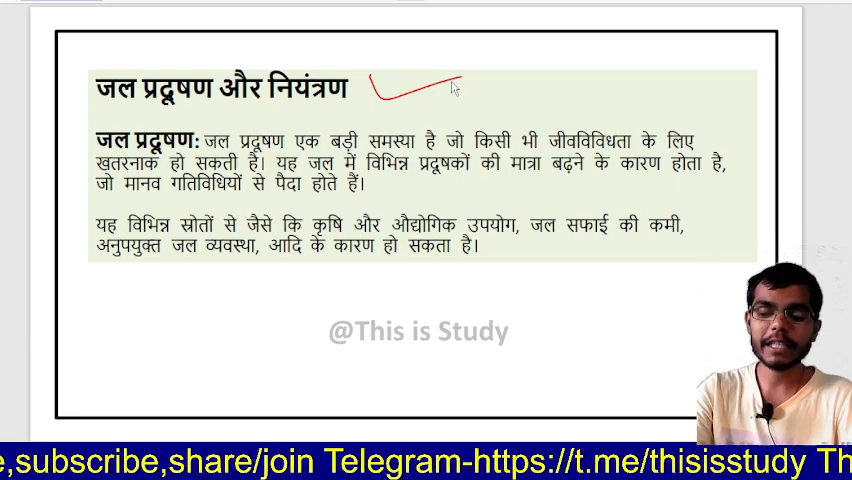 जल प्रदूषण और नियंत्रण
जल प्रदूषण: जल प्रदूषण एक बड़ी समस्या है जो किसी भी जीवविविधता के लिए
खतरनाक हो सकती है। यह जल में विभिन्न प्रदूषकों की मात्रा बढ़ने के कारण होता है,
जो मानव गतिविधियों से पैदा होते हैं।
यह विभिन्न स्रोतों से जैसे कि कृषि और औद्योगिक उपयोग, जल सफाई की कमी,
अनुपयुक्त जल व्यवस्था, आदि के कारण हो सकता है।
@This is Study
e,subscribe,share/join Telegram-https://t.me/thisisstudy Th